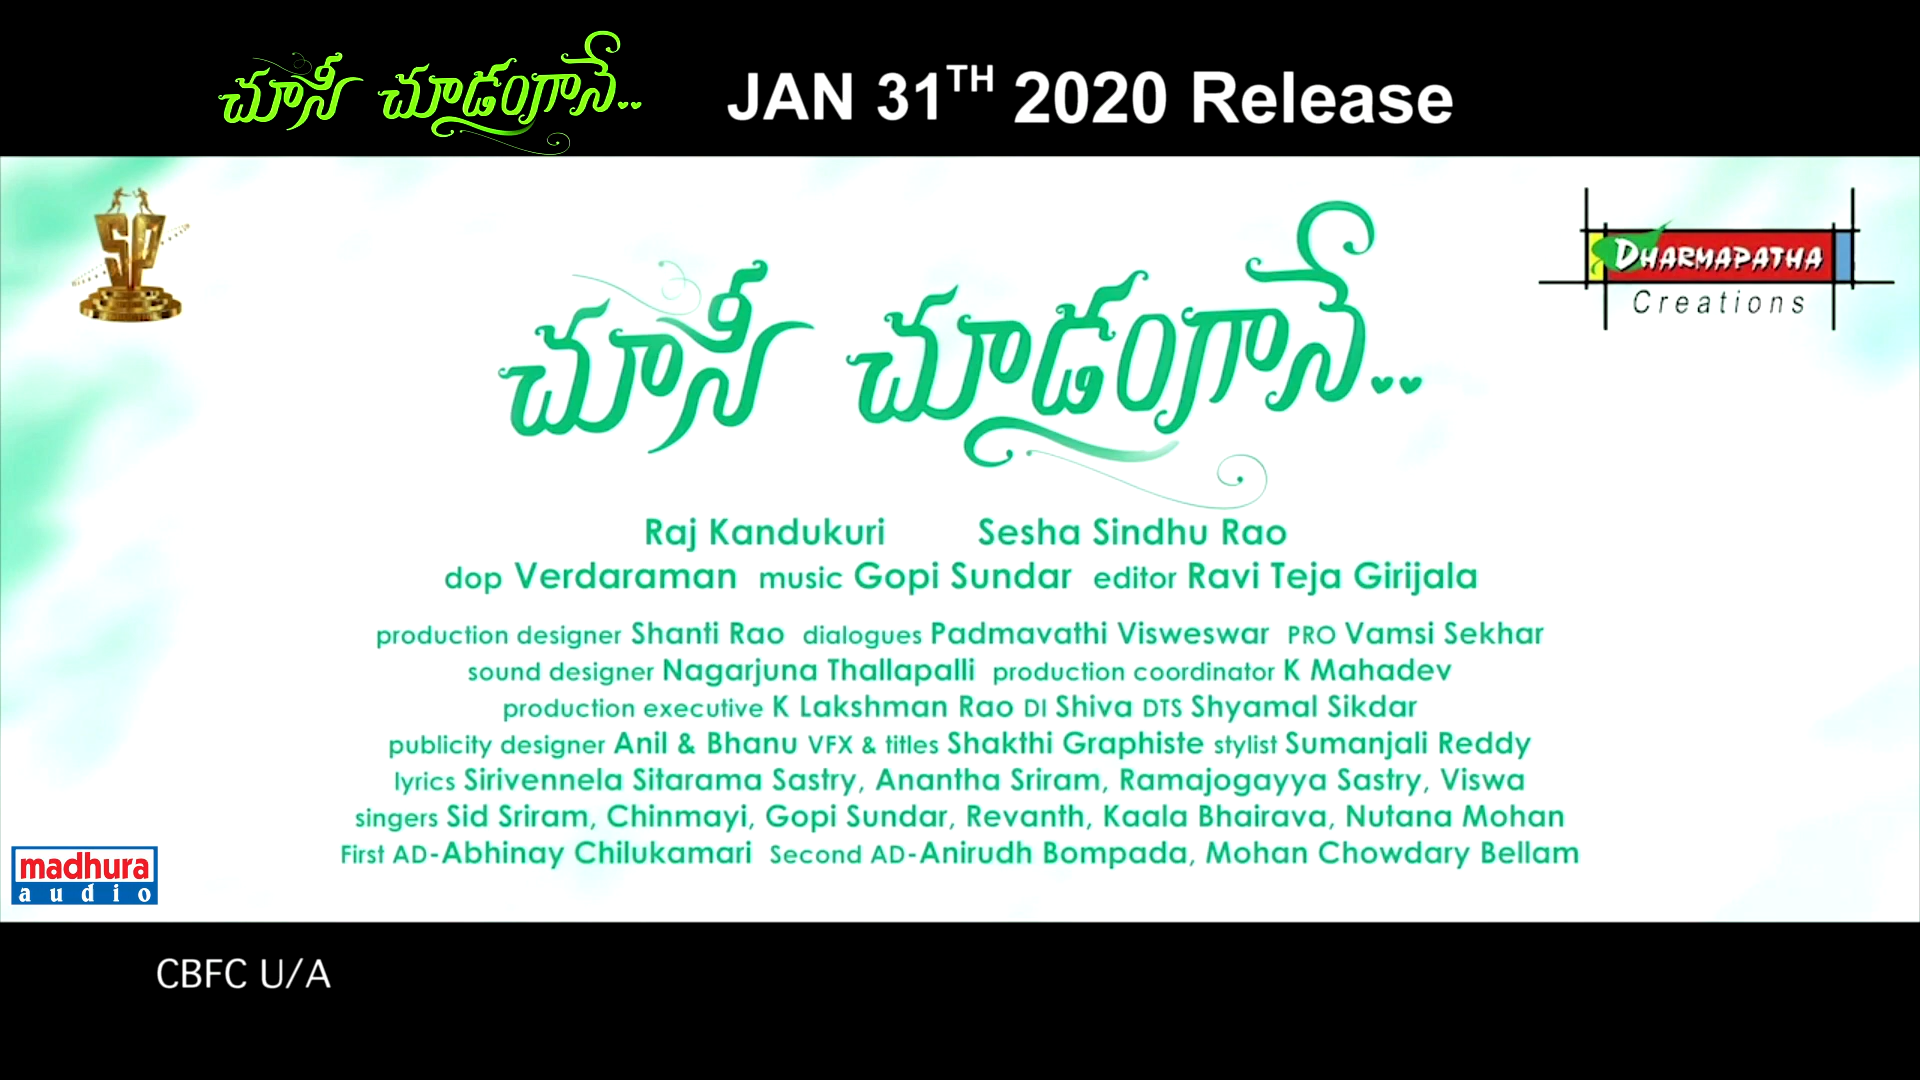 చూసీ చూడంగానే.. JAN 31TH 2020 Release
SP
DHARMAPATHA
Creations
చూసీ చూడంగానే..
Raj Kandukuri Sesha Sindhu Rao
dop Verdaraman music Gopi Sundar editor Ravi Teja Girijala
production designer Shanti Rao dialogues Padmavathi Visweswar PRO Vamsi Sekhar
sound designer Nagarjuna Thallapalli production coordinator K Mahadev
production executive K Lakshman Rao DI Shiva DTS Shyamal Sikdar
publicity designer Anil & Bhanu VFX & titles Shakthi Graphiste stylist Sumanjali Reddy
lyrics Sirivennela Sitarama Sastry, Anantha Sriram, Ramajogayya Sastry, Viswa
singers Sid Sriram, Chinmayi, Gopi Sundar, Revanth, Kaala Bhairava, Nutana Mohan
First AD-Abhinay Chilukamari Second AD-Anirudh Bompada, Mohan Chowdary Bellam
madhura
audio
CBFC U/A